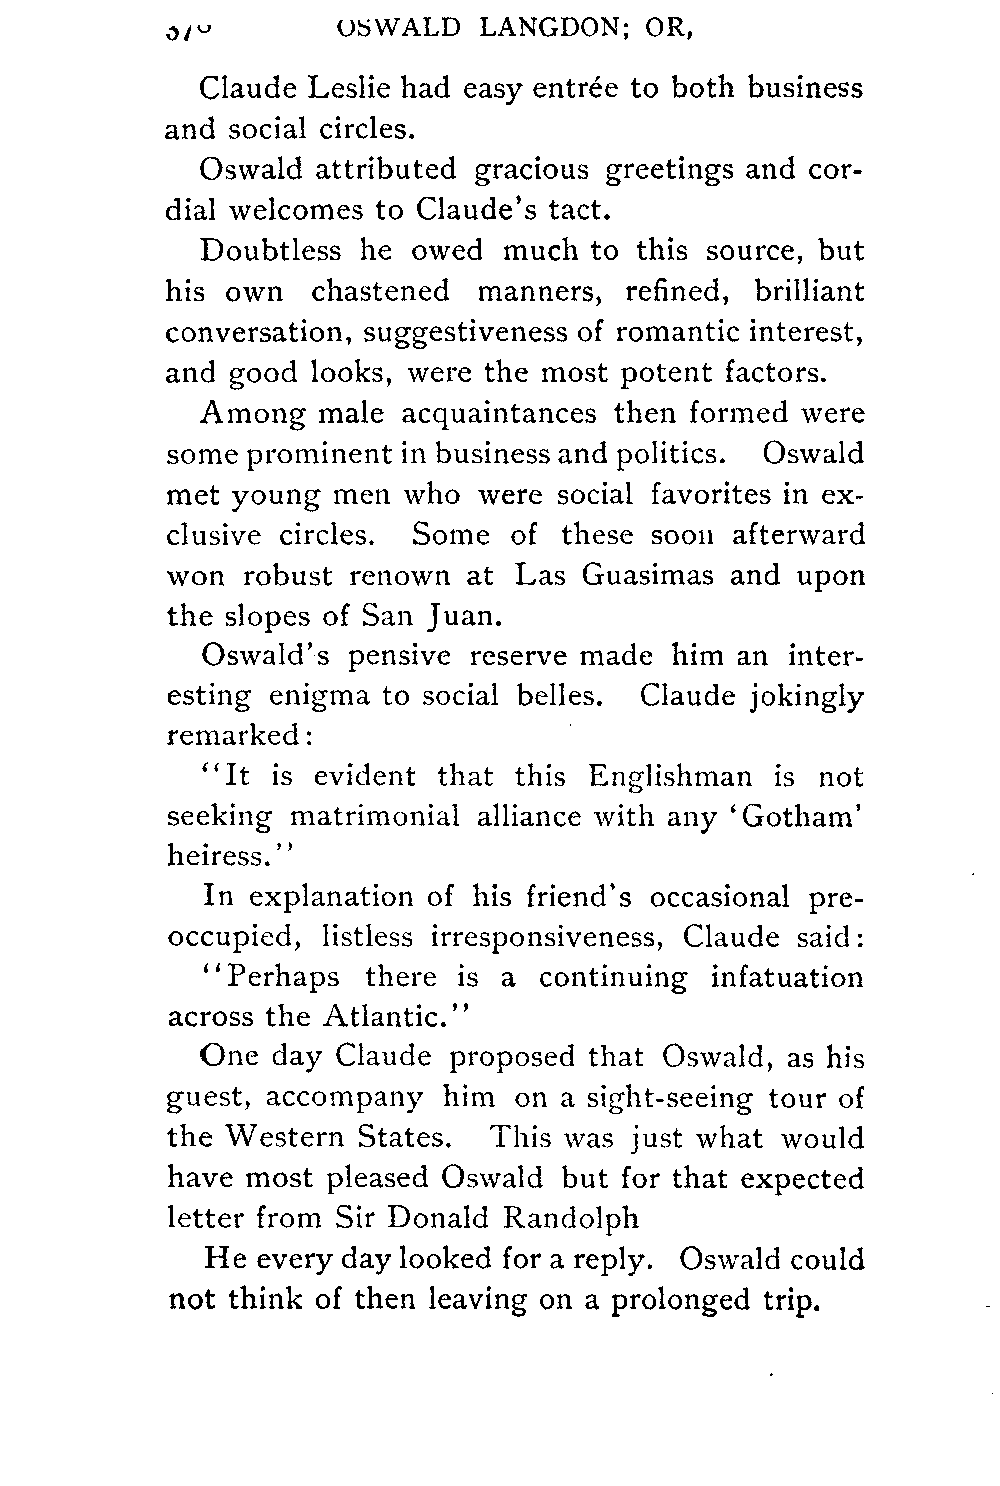 OSWALD LANGDON; OR,
Claude Leslie had easy entrée to both business
and social circles.
Oswald attributed gracious greetings and cor-
dial welcomes to Claude's tact.
Doubtless he owed much to this source, but
his own chastened manners, refined, brilliant
conversation, suggestiveness of romantic interest,
and good looks, were the most potent factors.
Among male acquaintances then formed were
some prominent in business and politics. Oswald
met young men who were social favorites in ex-
clusive circles. Some of these soon afterward
won robust renown at Las Guasimas and upon
the slopes of San Juan.
Oswald's pensive reserve made him an inter-
esting enigma to social belles. Claude jokingly
remarked:
"It is evident that this Englishman is not
seeking matrimonial alliance with any 'Gotham'
heiress."
In explanation of his friend's occasional pre-
occupied, listless irresponsiveness, Claude said:
"Perhaps there is a continuing infatuation
across the Atlantic."
One day Claude proposed that Oswald, as his
guest, accompany him on a sight-seeing tour of
the Western States. This was just what would
have most pleased Oswald but for that expected
letter from Sir Donald Randolph
He every day looked for a reply. Oswald could
not think of then leaving on a prolonged trip.